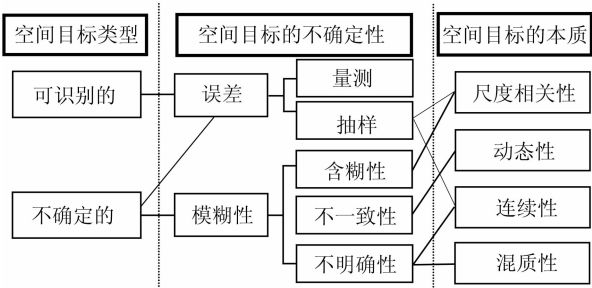 空间目标类型
空间目标的不确定性
空间目标的本质
可识别的
误差
量测
抽样
尺度相关性
动态性
不确定的
模糊性
含糊性
不一致性
不明确性
连续性
混质性